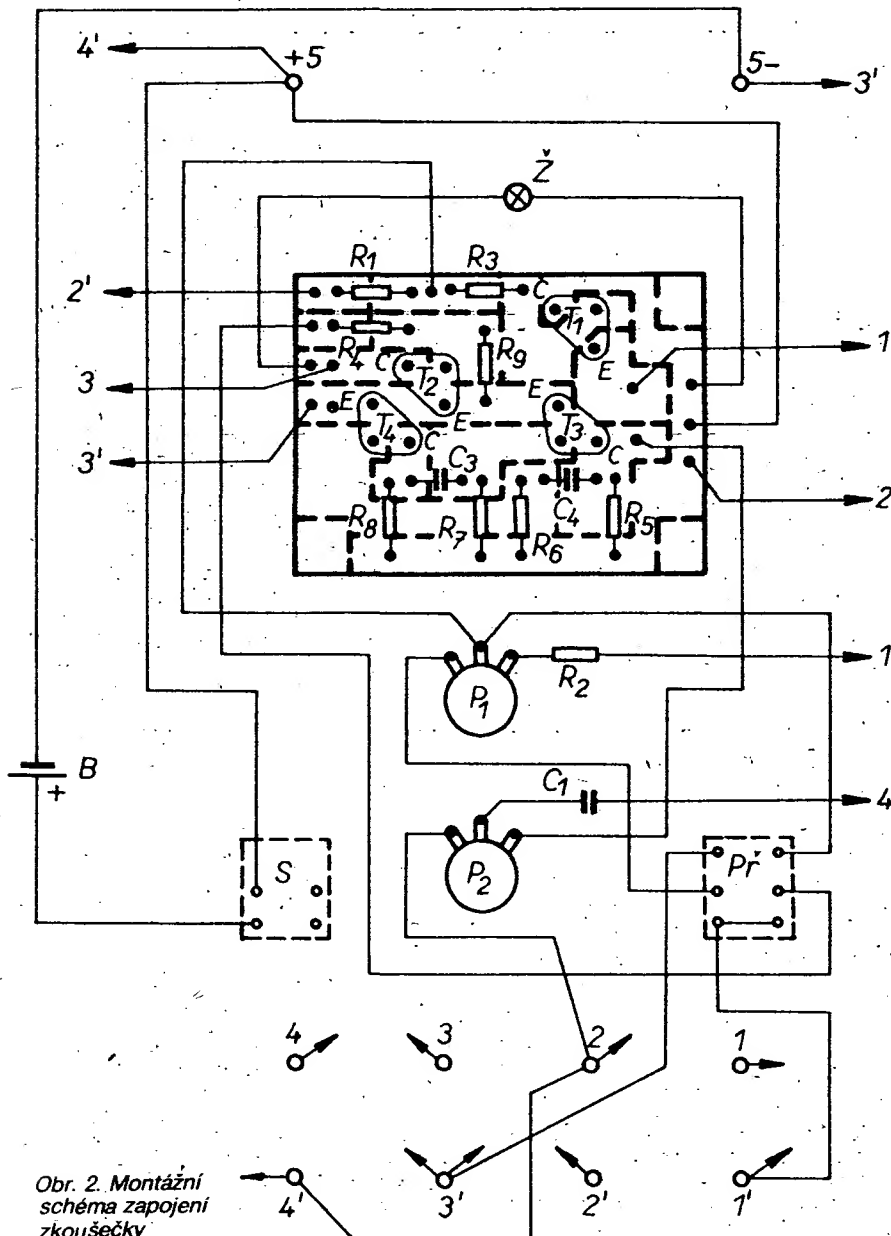 4' +5 5- 3'
Ž
2' R1 R3 C T1
R4 R9 1
3 C T2 E
E E
3' T4 C C3 T3 C
C4 2
R8 R7 R6 R5
P1 R2 1
B +
C1 4
S P2 Př
4 3 2 1
4' 3' 2' 1'
Obr. 2. Montážní
schéma zapojení
zkoušečky